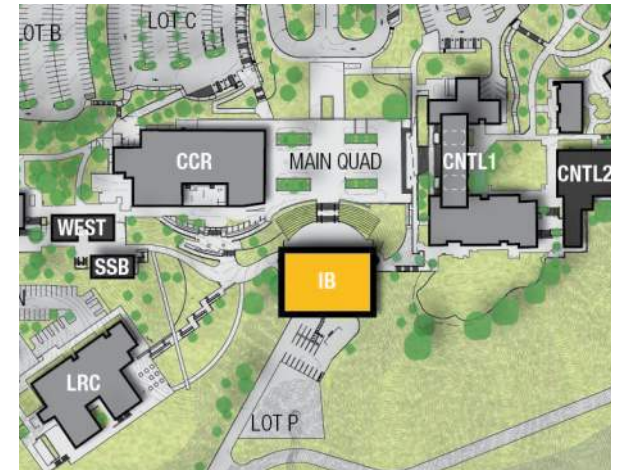 LOT B
LOT C
CCR
MAIN QUAD
CNTL1
CNTL2
WEST
SSB
IB
LRC
LOT P